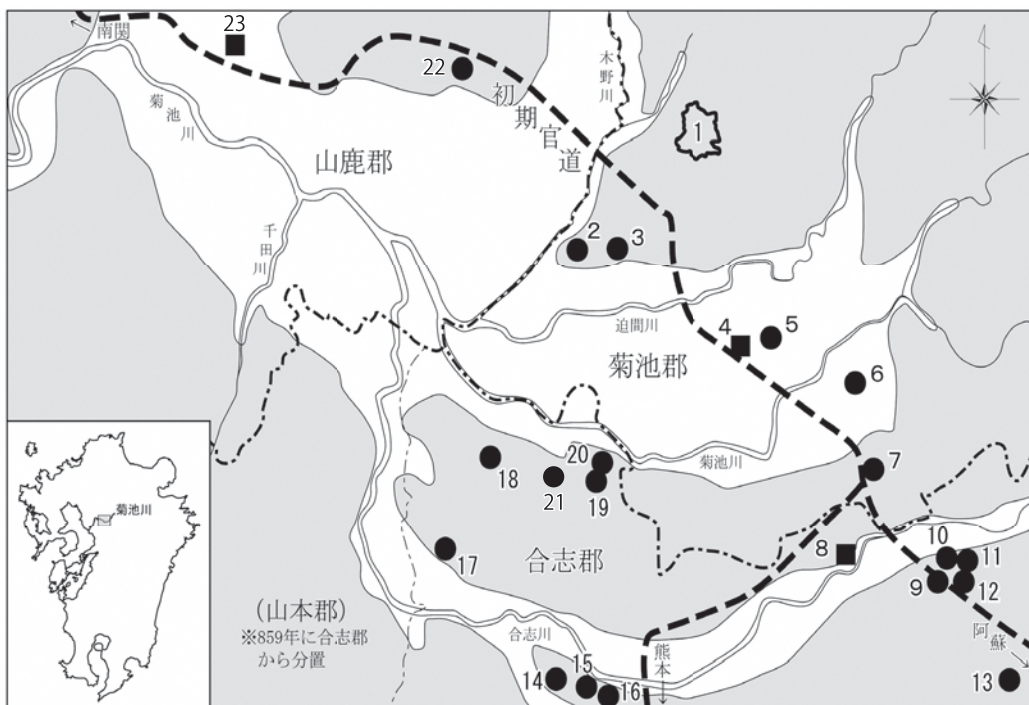 南関
23
22
初期官道
木野川
1
菊池川
山鹿郡
千田川
2
3
迫間川
4
5
菊池郡
6
菊池川
7
18
20
21
19
8
10
11
9
12
17
合志郡
阿蘇
13
(山本郡)
※859年に合志郡
から分置
合志川
熊本
14
15
16
菊池川